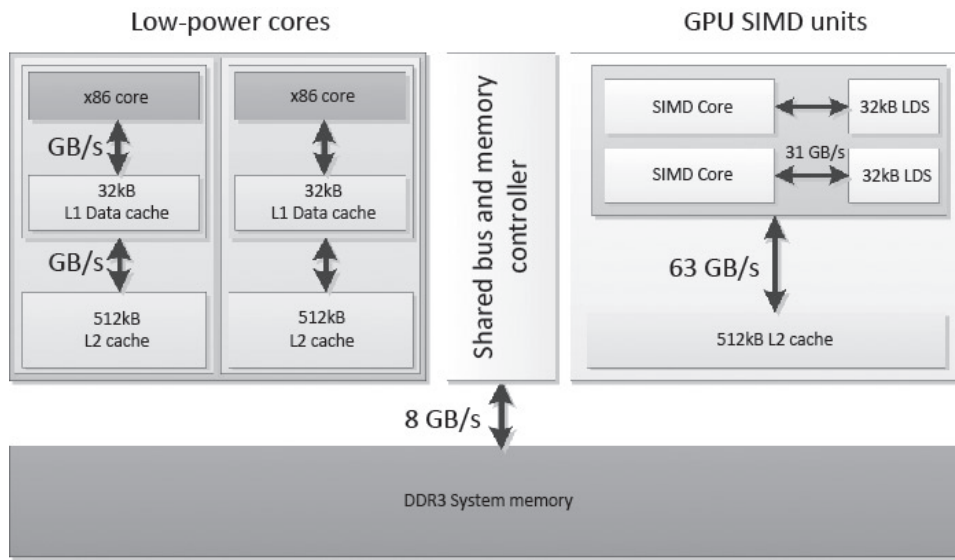 Low-power cores
GPU SIMD units
x86 core
x86 core
GB/s
32kB
L1 Data cache
32kB
L1 Data cache
GB/s
512kB
L2 cache
512kB
L2 cache
Shared bus and memory
controller
SIMD Core
32kB LDS
31 GB/s
SIMD Core
32kB LDS
63 GB/s
512kB L2 cache
8 GB/s
DDR3 System memory